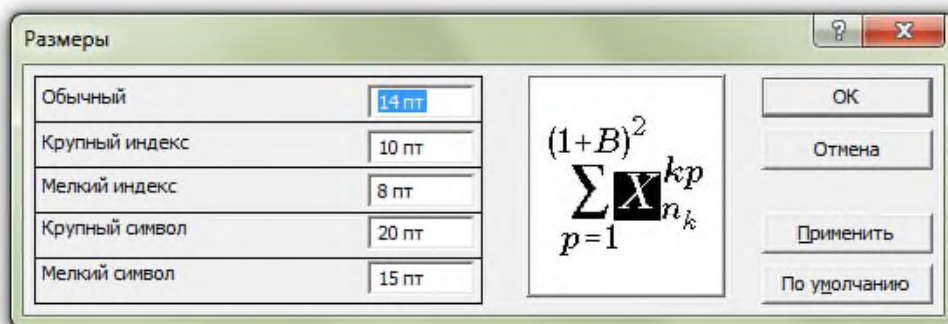 Размеры
Обычный 14 пт
Крупный индекс 10 пт
Мелкий индекс 8 пт
Крупный символ 20 пт
Мелкий символ 15 пт
(1+B)²
∑ X kp
n k
p=1
OK
Отмена
Применить
По умолчанию